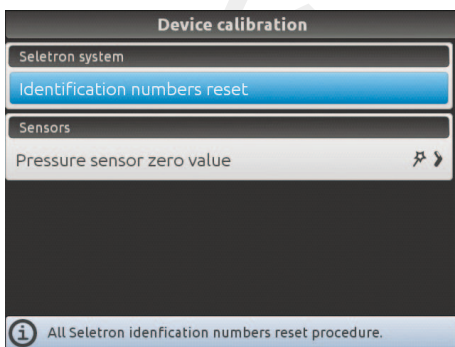 Device calibration
Seletron system
Identification numbers reset
Sensors
Pressure sensor zero value
All Seletron idenfication numbers reset procedure.